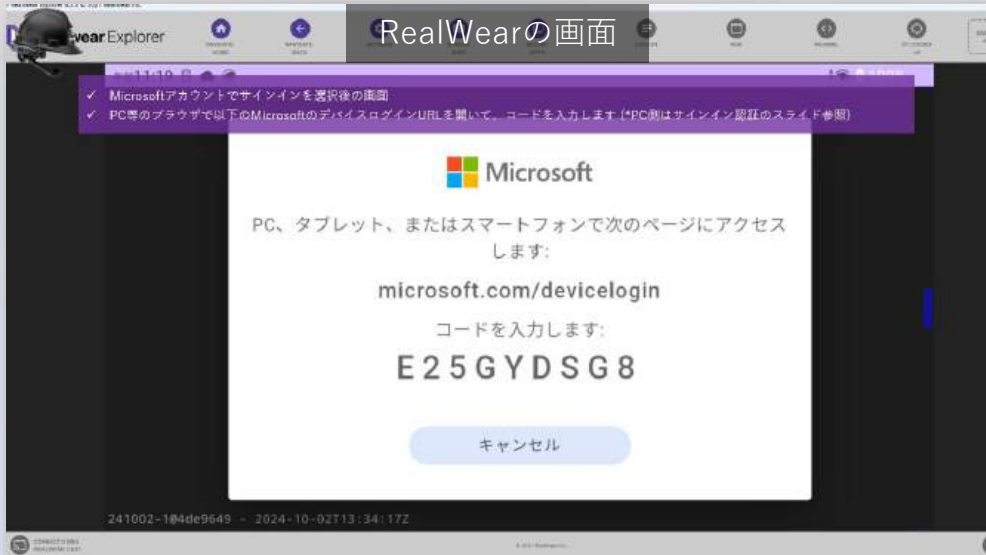 wear Explorer
RealWearの画面
午前11:19
✓ Microsoftアカウントでサインインを選択後の画面
✓ PC等のブラウザで以下のMicrosoftのデバイスログインURLを開いて、コードを入力します (*PC側はサインイン認証のスライド参照)
Microsoft
PC、タブレット、またはスマートフォンで次のページにアクセス
します:
microsoft.com/devicelogin
コードを入力します:
E25GYDSG8
キャンセル
241002-1@4de9649 - 2024-10-02T13:34:17Z